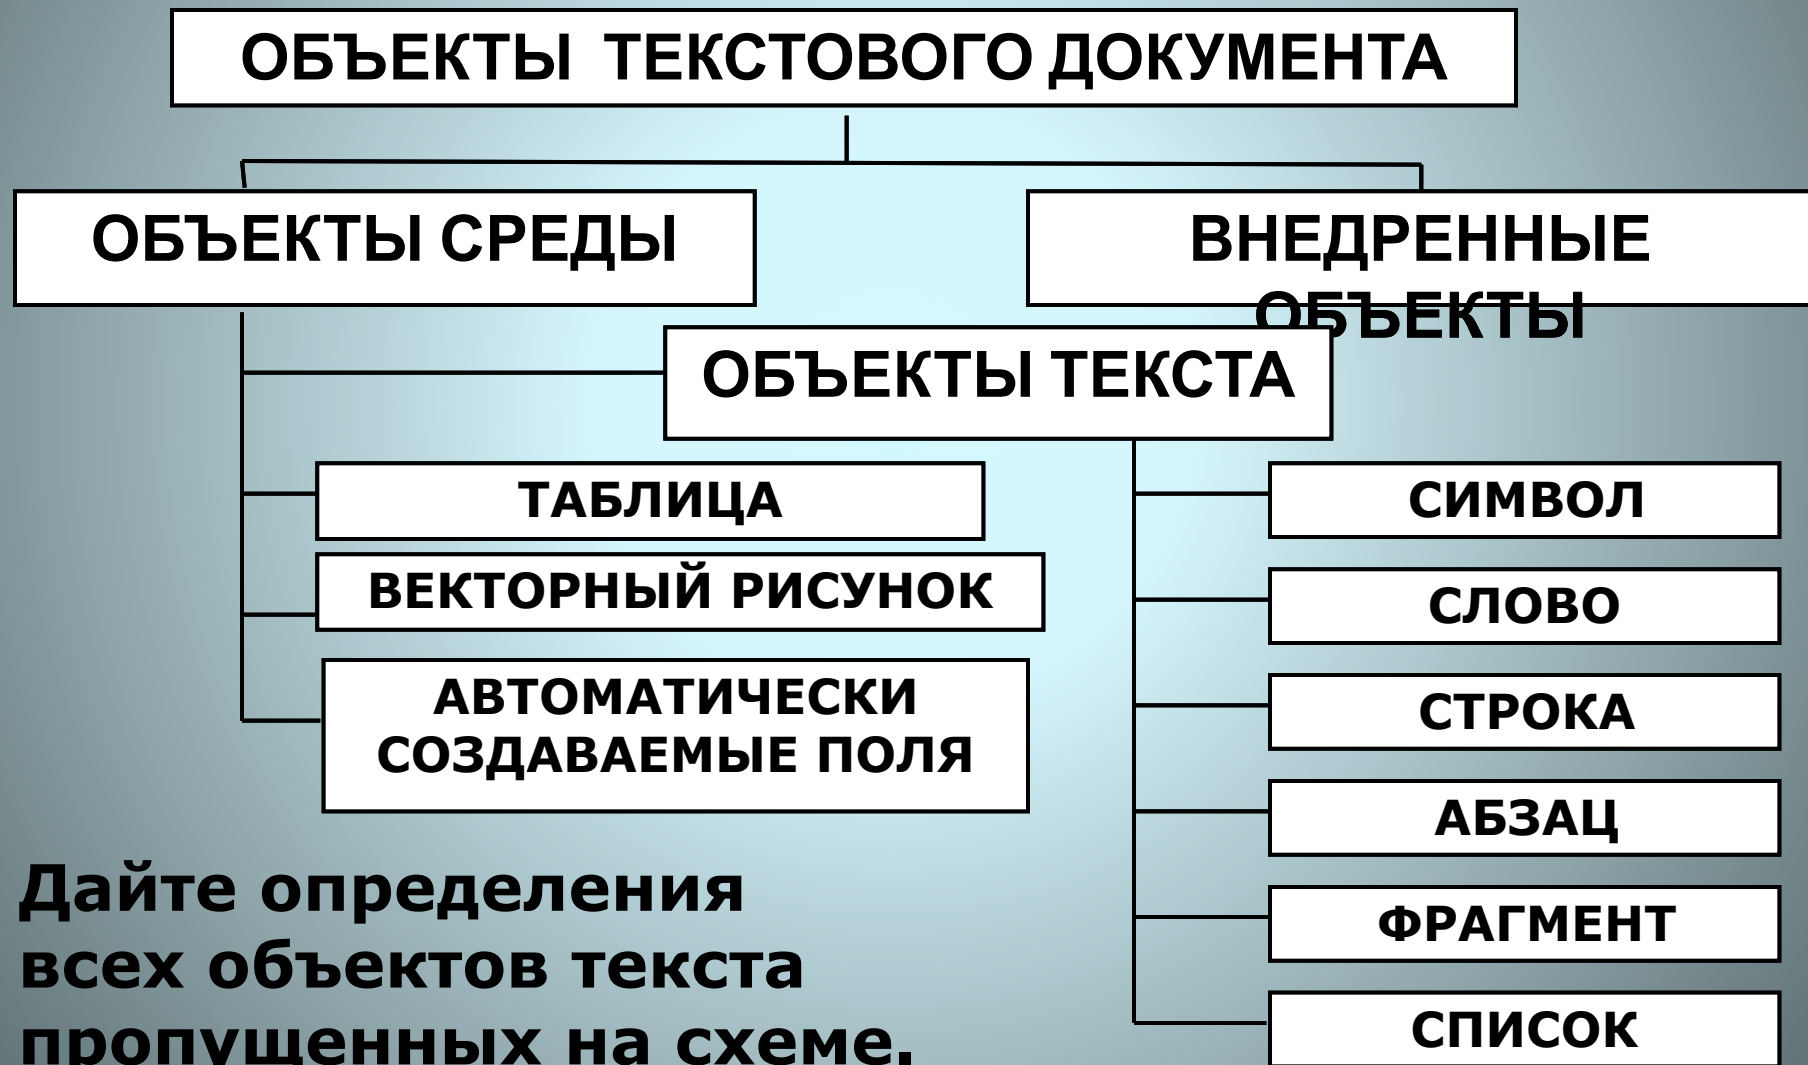 ОБЪЕКТЫ ТЕКСТОВОГО ДОКУМЕНТА
ОБЪЕКТЫ СРЕДЫ
ВНЕДРЕННЫЕ
ОБЪЕКТЫ
ОБЪЕКТЫ ТЕКСТА
ТАБЛИЦА
ВЕКТОРНЫЙ РИСУНОК
АВТОМАТИЧЕСКИ
СОЗДАВАЕМЫЕ ПОЛЯ
СИМВОЛ
СЛОВО
СТРОКА
АБЗАЦ
ФРАГМЕНТ
СПИСОК
Дайте определения
всех объектов текста
пропущенных на схеме.